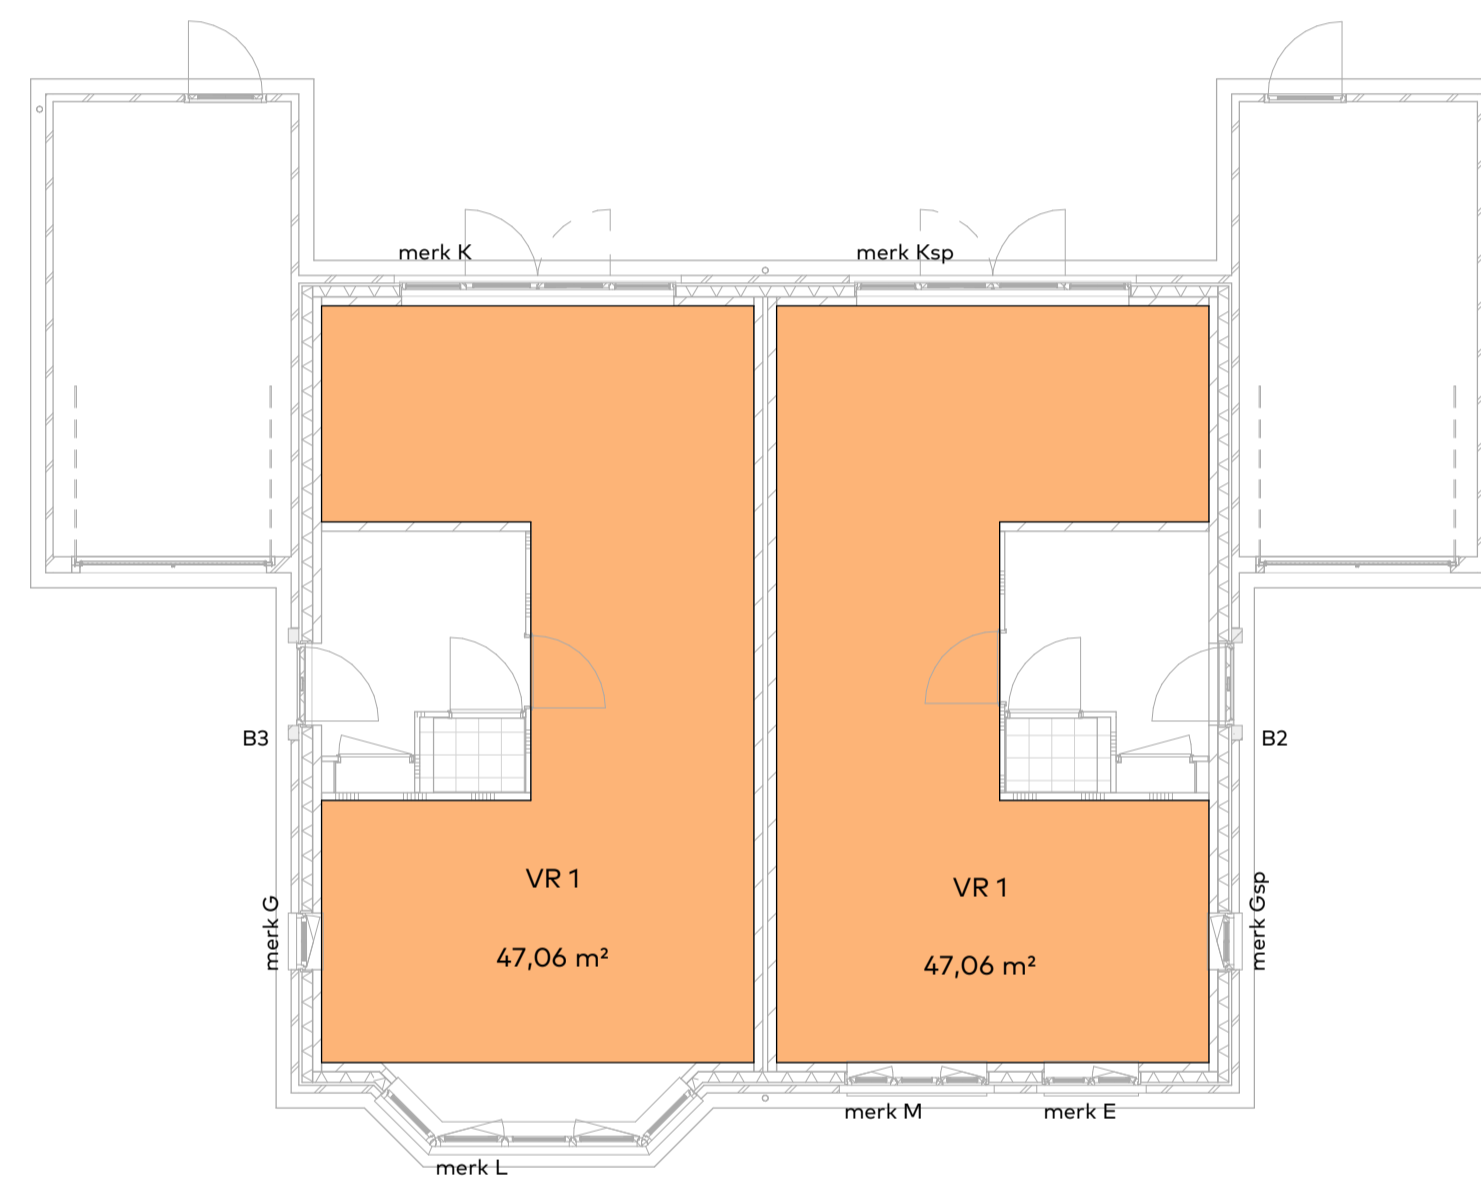 merk K
merk Ksp
B3
B2
VR 1
VR 1
merk G
merk Gsp
47,06 m²
47,06 m²
merk M
merk E
merk L